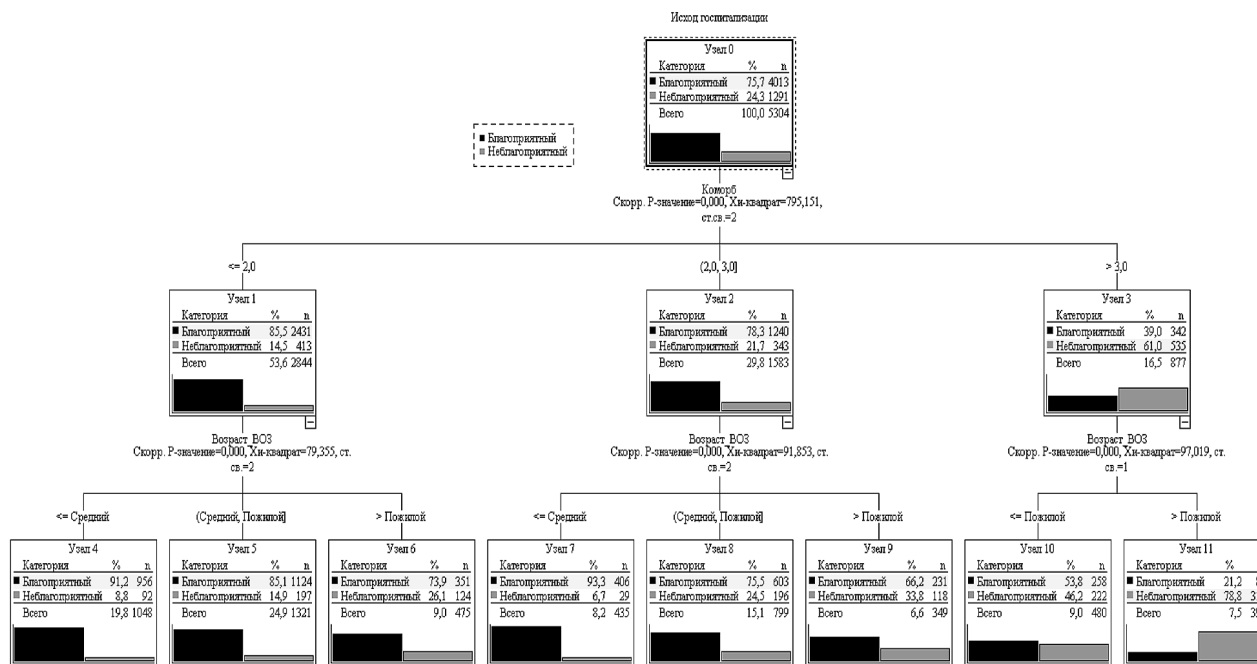 Исход госпитализации
Узел 0
Категория % n
Благоприятный 75,7 4013
Неблагоприятный 24,3 1291
Всего 100,0 5304
Благоприятный
Неблагоприятный
Коморб
Скорр. P-значение=0,000, Хи-квадрат=795,151,
ст.св.=2
<= 2,0
(2,0, 3,0]
> 3,0
Узел 1
Категория % n
Благоприятный 85,5 2431
Неблагоприятный 14,5 413
Всего 53,6 2844
Возраст_ВОЗ
Скорр. P-значение=0,000, Хи-квадрат=79,355, ст.
св.=2
Узел 2
Категория % n
Благоприятный 78,3 1240
Неблагоприятный 21,7 343
Всего 29,8 1583
Возраст_ВОЗ
Скорр. P-значение=0,000, Хи-квадрат=91,853, ст.
св.=2
Узел 3
Категория % n
Благоприятный 39,0 342
Неблагоприятный 61,0 535
Всего 16,5 877
Возраст_ВОЗ
Скорр. P-значение=0,000, Хи-квадрат=97,019, ст.
св.=1
<= Средний
(Средний, Пожилой]
> Пожилой
<= Средний
(Средний, Пожилой]
> Пожилой
<= Пожилой
> Пожилой
Узел 4
Категория % n
Благоприятный 91,2 956
Неблагоприятный 8,8 92
Всего 19,8 1048
Узел 5
Категория % n
Благоприятный 85,1 1124
Неблагоприятный 14,9 197
Всего 24,9 1321
Узел 6
Категория % n
Благоприятный 73,9 351
Неблагоприятный 26,1 124
Всего 9,0 475
Узел 7
Категория % n
Благоприятный 93,3 406
Неблагоприятный 6,7 29
Всего 8,2 435
Узел 8
Категория % n
Благоприятный 75,5 603
Неблагоприятный 24,5 196
Всего 15,1 799
Узел 9
Категория % n
Благоприятный 66,2 231
Неблагоприятный 33,8 118
Всего 6,6 349
Узел 10
Категория % n
Благоприятный 53,8 258
Неблагоприятный 46,2 222
Всего 9,0 480
Узел 11
Категория %
Благоприятный 21,2
Неблагоприятный 78,8
Всего 7,5